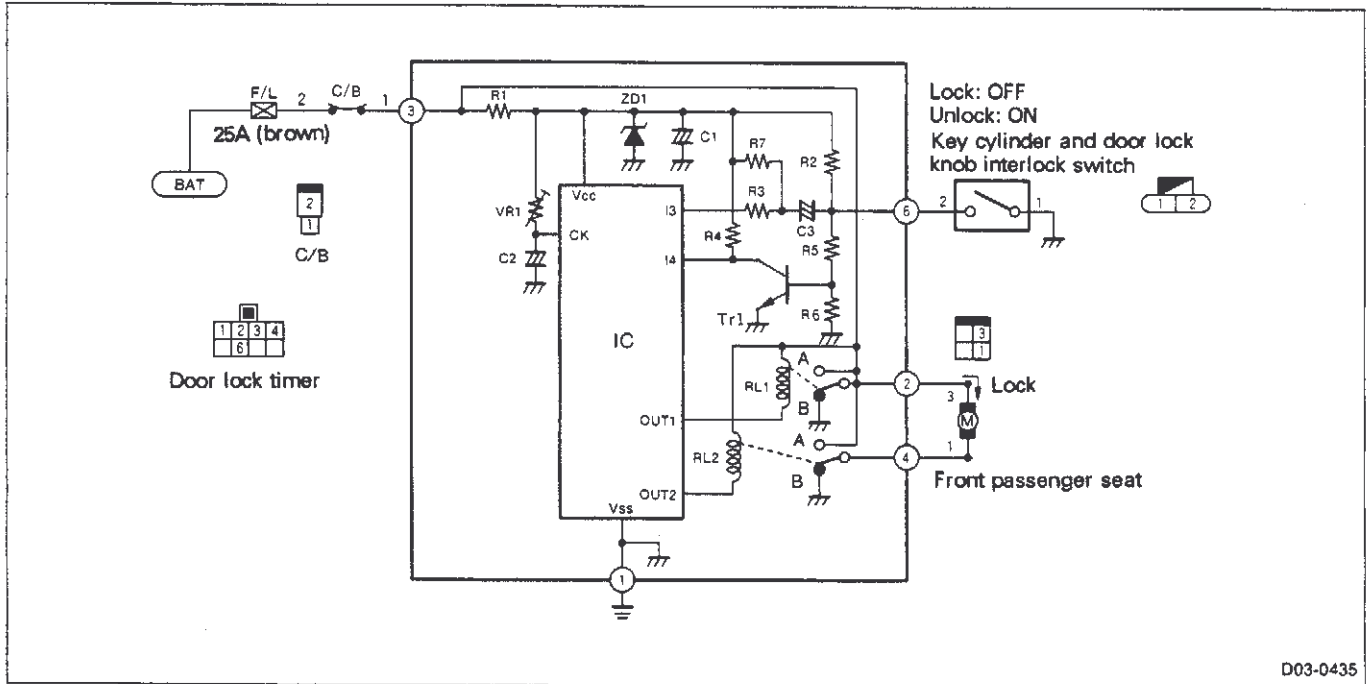 F/L
2
C/B
1
3
25A (brown)
BAT
2
1
C/B
1 2 3 4
6
Door lock timer
R1
ZD1
C1
R7
R2
VR1
Vcc
CK
C2
I3
R3
C3
R4
R5
I4
Tr1
R6
IC
RL1
A
B
OUT1
RL2
A
B
OUT2
Vss
1
6
2
1
Lock: OFF
Unlock: ON
Key cylinder and door lock
knob interlock switch
1 2
3
1
2
3
Lock
M
4
1
Front passenger seat
D03-0435